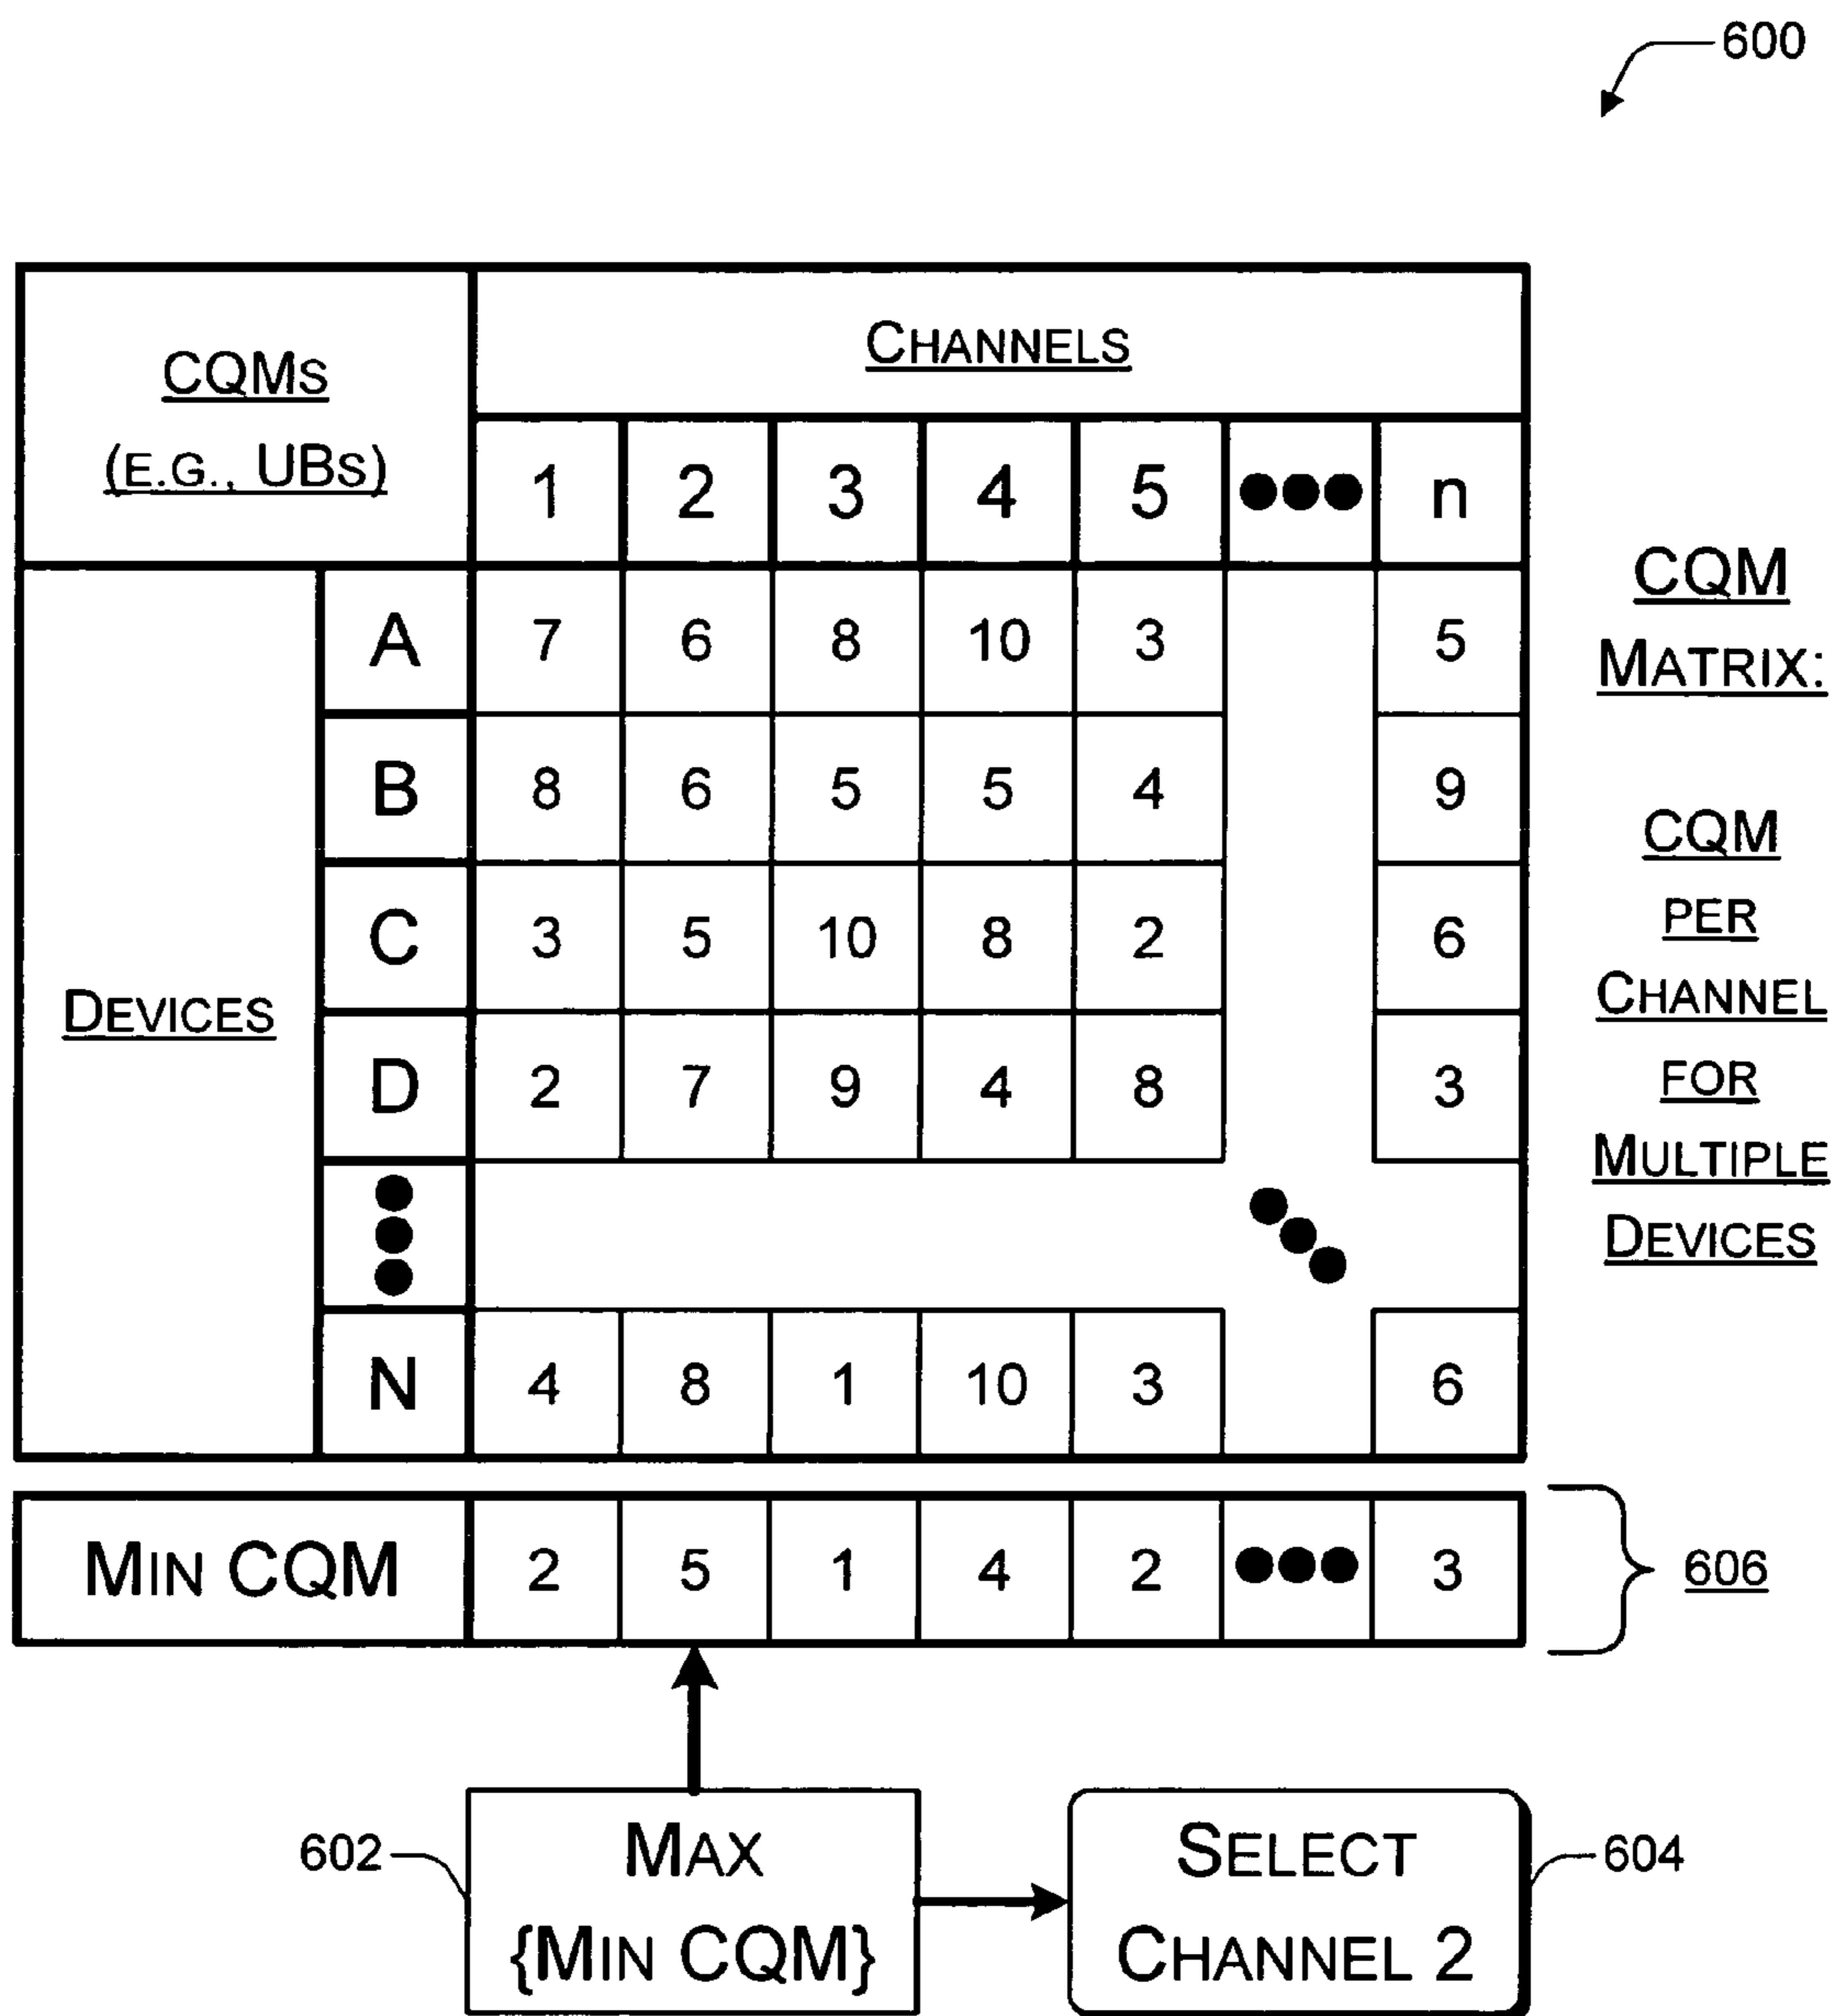 600
CQMs
(E.G., UBs)
CHANNELS
1 2 3 4 5 ●●● n
DEVICES
A 7 6 8 10 3 5
B 8 6 5 5 4 9
C 3 5 10 8 2 6
D 2 7 9 4 8 3
N 4 8 1 10 3 6
CQM
MATRIX:
CQM
PER
CHANNEL
FOR
MULTIPLE
DEVICES
MIN CQM 2 5 1 4 2 ●●● 3
606
602
MAX
{MIN CQM}
SELECT
CHANNEL 2
604